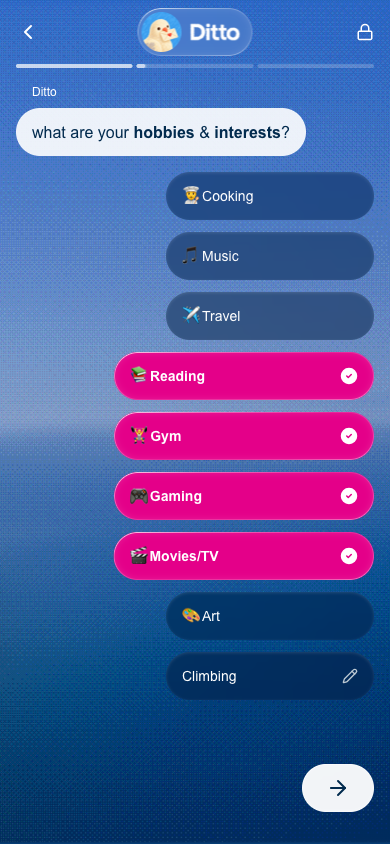 Ditto
Ditto
what are your hobbies & interests?
Cooking
Music
Travel
Reading
Gym
Gaming
Movies/TV
Art
Climbing